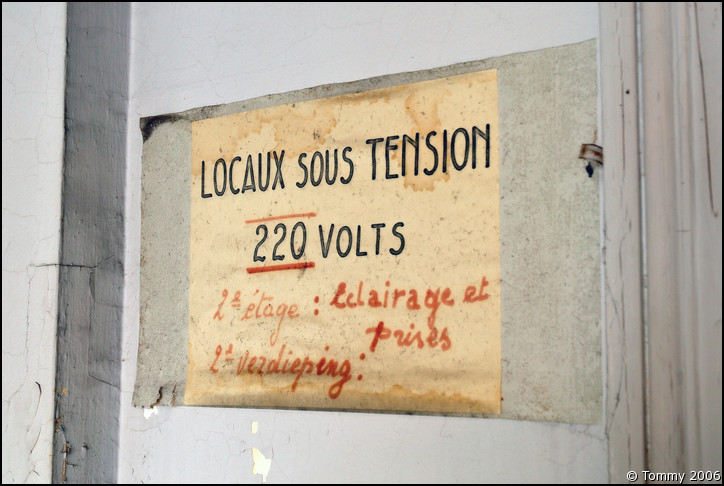 LOCAUX SOUS TENSION
220 VOLTS
2e étage : Eclairage et
prises
2e verdieping :
© Tommy 2006